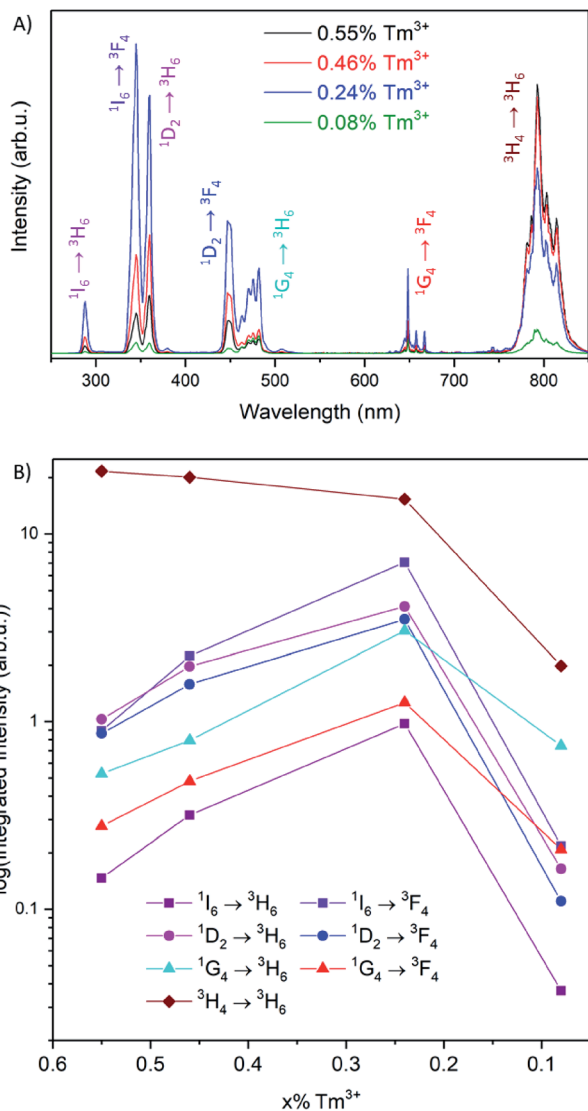 A)
Intensity (arb.u.)
¹I₆ → ³H₆
¹I₆ → ³F₄
¹D₂ → ³H₆
¹D₂ → ³F₄
¹G₄ → ³H₆
0.55% Tm³⁺
0.46% Tm³⁺
0.24% Tm³⁺
0.08% Tm³⁺
¹G₄ → ³F₄
³H₄ → ³H₆
300 400 500 600 700 800
Wavelength (nm)
B)
log(integrated intensity (arb.u.))
10
1
0.1
¹I₆ → ³H₆ ¹I₆ → ³F₄
¹D₂ → ³H₆ ¹D₂ → ³F₄
¹G₄ → ³H₆ ¹G₄ → ³F₄
³H₄ → ³H₆
0.6 0.5 0.4 0.3 0.2 0.1
x% Tm³⁺